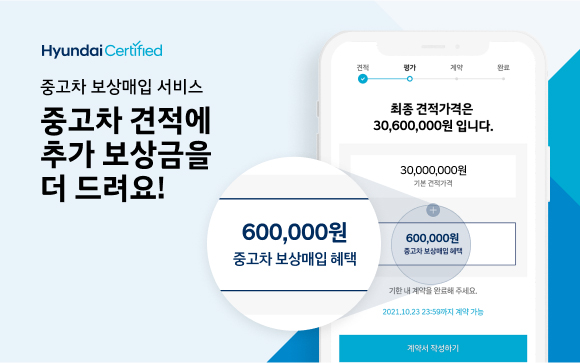 Hyundai Certified
중고차 보상매입 서비스
중고차 견적에
추가 보상금을
더 드려요!
견적 평가 계약 완료
최종 견적가격은
30,600,000원 입니다.
30,000,000원
기본 견적가격
+
600,000원
중고차 보상매입 혜택
600,000원
중고차 보상매입 혜택
기한 내 계약을 완료해 주세요.
2021.10.23 23:59까지 계약 가능
계약서 작성하기